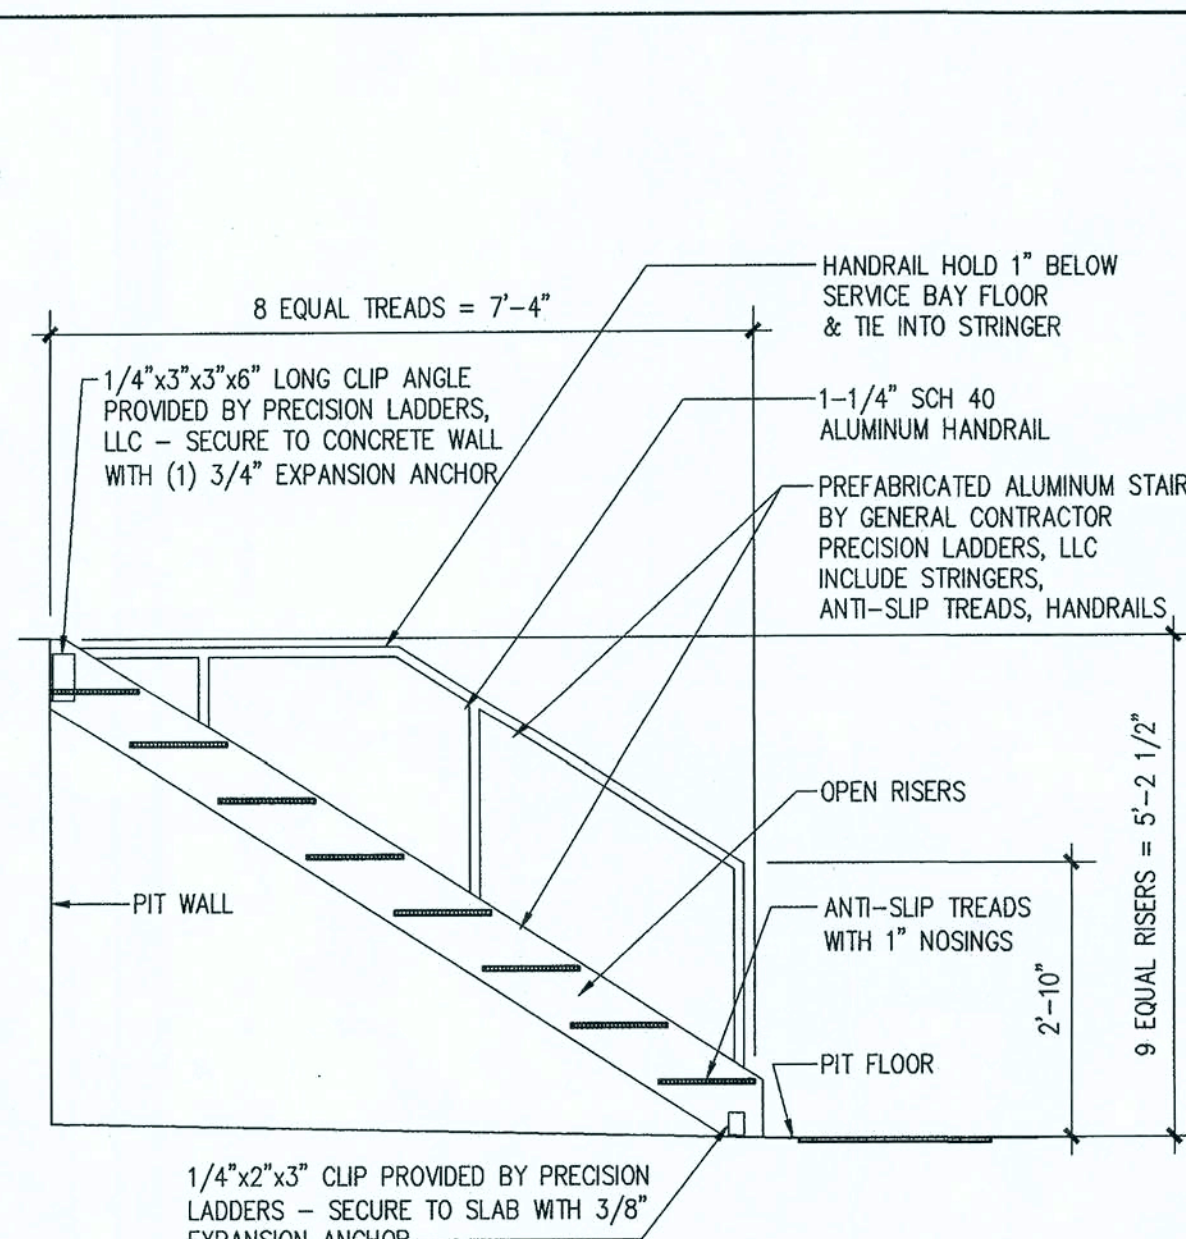 HANDRAIL HOLD 1" BELOW
SERVICE BAY FLOOR
& TIE INTO STRINGER
8 EQUAL TREADS = 7'-4"
1/4"x3"x3"x6" LONG CLIP ANGLE
PROVIDED BY PRECISION LADDERS,
LLC - SECURE TO CONCRETE WALL
WITH (1) 3/4" EXPANSION ANCHOR
1-1/4" SCH 40
ALUMINUM HANDRAIL
PREFABRICATED ALUMINUM STAIR
BY GENERAL CONTRACTOR
PRECISION LADDERS, LLC
INCLUDE STRINGERS,
ANTI-SLIP TREADS, HANDRAILS
OPEN RISERS
PIT WALL
ANTI-SLIP TREADS
WITH 1" NOSINGS
2'-10"
9 EQUAL RISERS = 5'-2 1/2"
PIT FLOOR
1/4"x2"x3" CLIP PROVIDED BY PRECISION
LADDERS - SECURE TO SLAB WITH 3/8"
EXPANSION ANCHOR